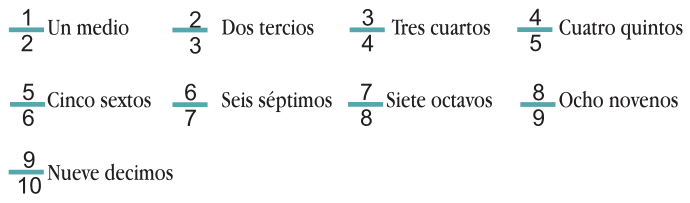 1/2 Un medio 2/3 Dos tercios 3/4 Tres cuartos 4/5 Cuatro quintos
5/6 Cinco sextos 6/7 Seis séptimos 7/8 Siete octavos 8/9 Ocho novenos
9/10 Nueve decimos